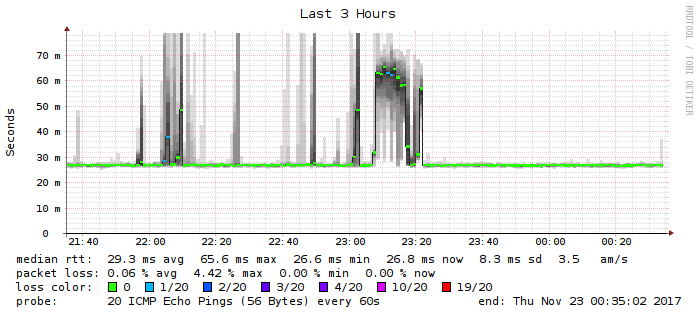 Last 3 Hours
RRDTOOL / TOBI OETIKER
Seconds
70 m
60 m
50 m
40 m
30 m
20 m
10 m
0
21:40 22:00 22:20 22:40 23:00 23:20 23:40 00:00 00:20
median rtt: 29.3 ms avg 65.6 ms max 26.6 ms min 26.8 ms now 8.3 ms sd 3.5 am/s
packet loss: 0.06 % avg 4.42 % max 0.00 % min 0.00 % now
loss color: 0 1/20 2/20 3/20 4/20 10/20 19/20
probe: 20 ICMP Echo Pings (56 Bytes) every 60s end: Thu Nov 23 00:35:02 2017